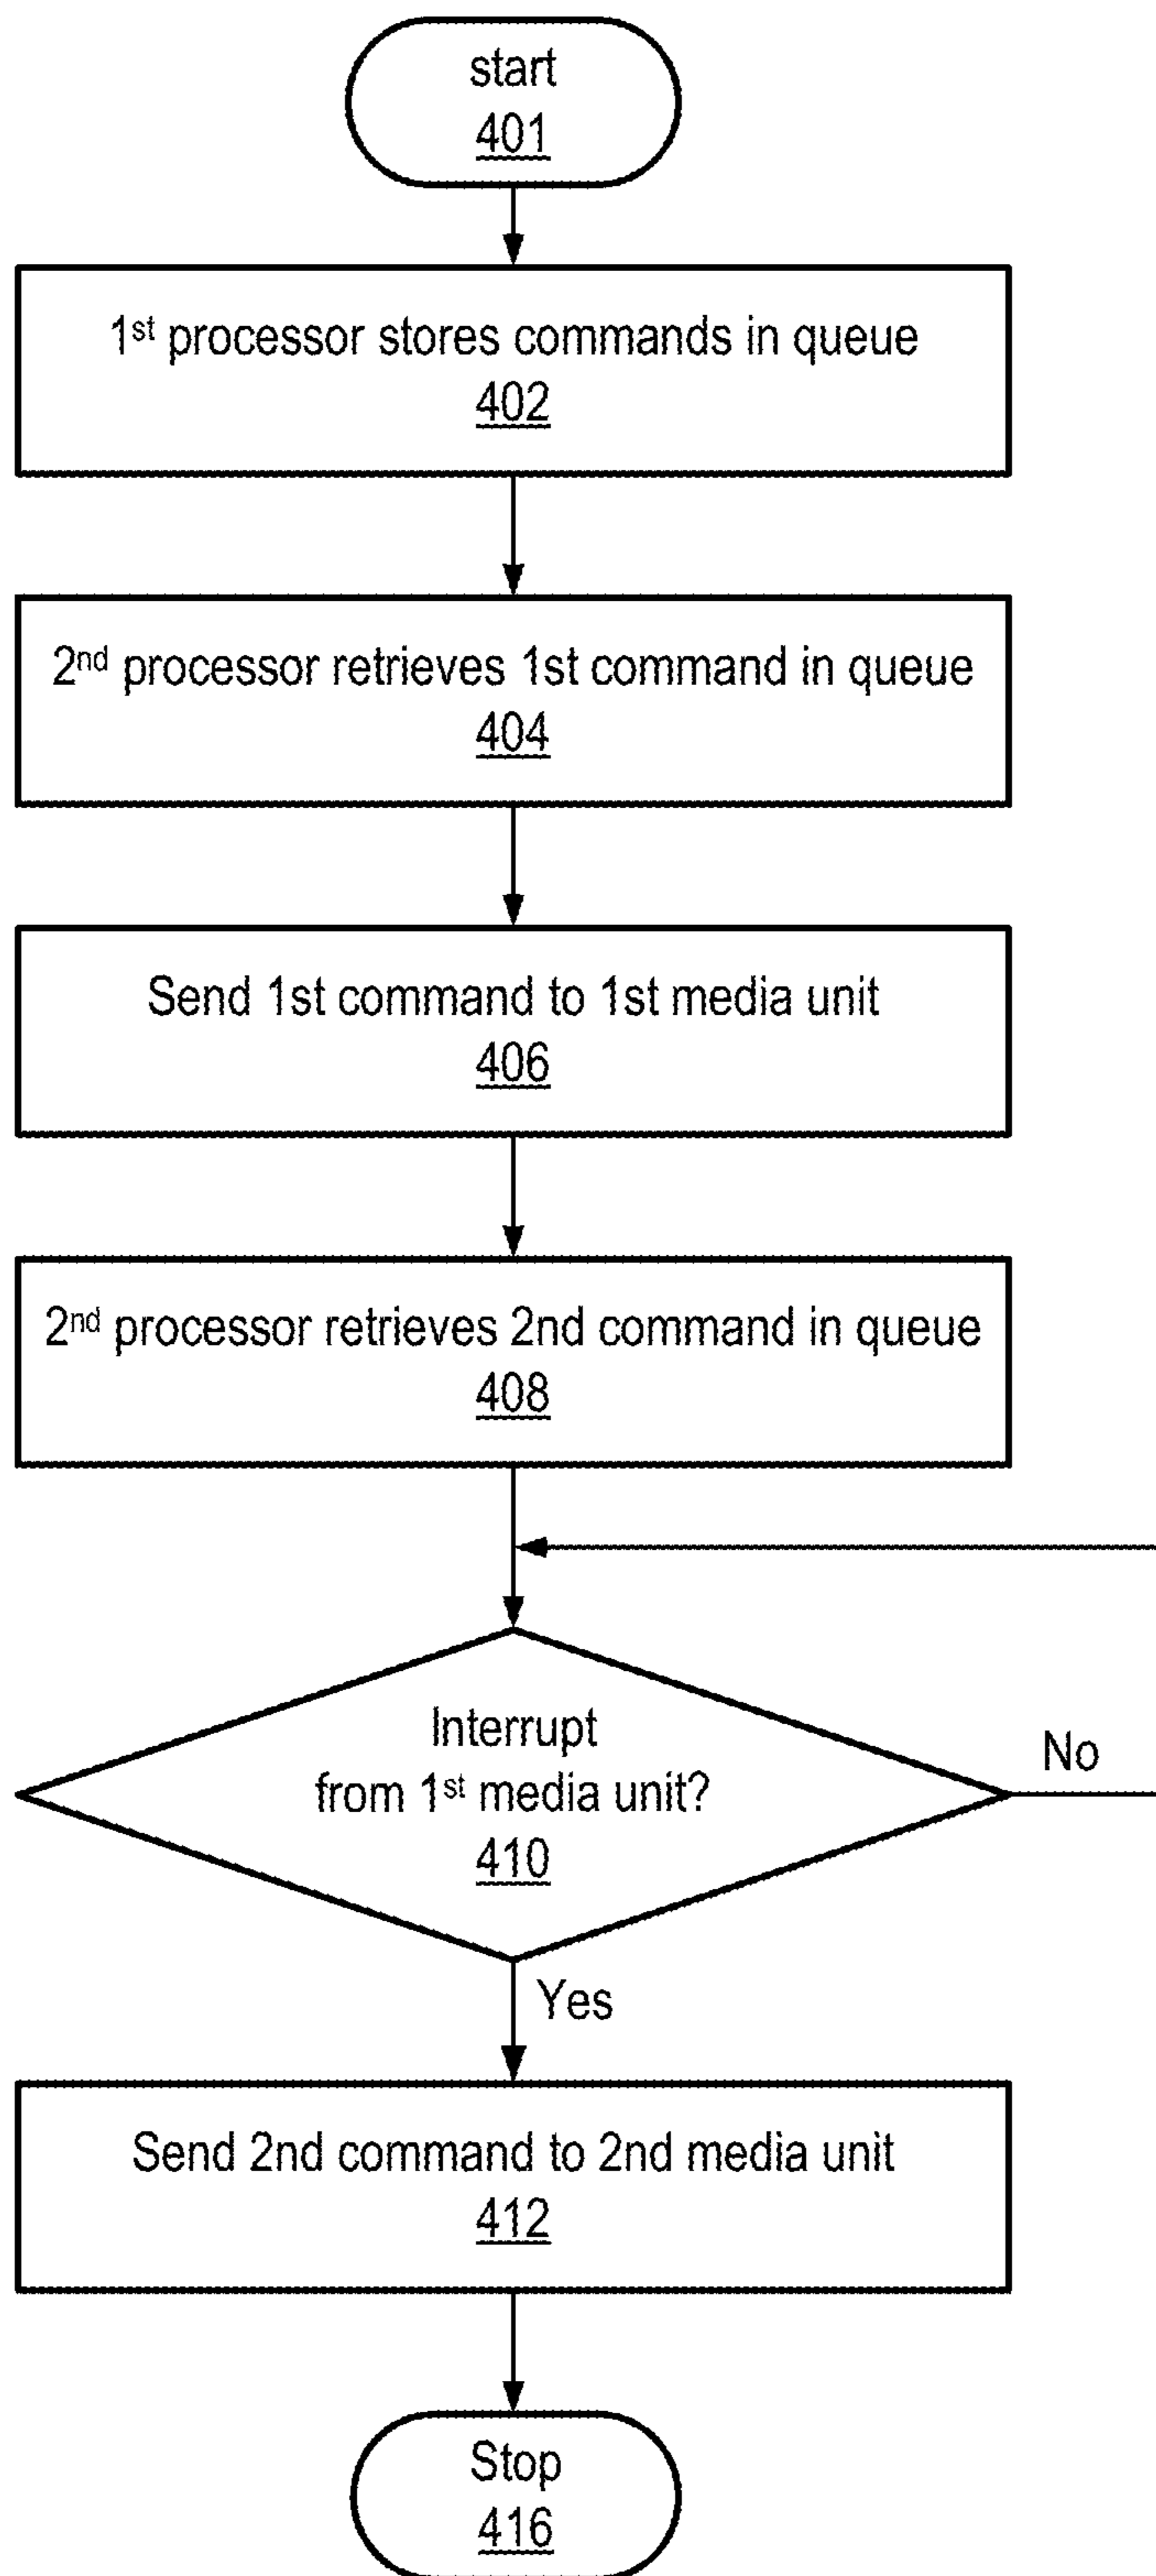 start
401
1st processor stores commands in queue
402
2nd processor retrieves 1st command in queue
404
Send 1st command to 1st media unit
406
2nd processor retrieves 2nd command in queue
408
Interrupt
from 1st media unit?
410
No
Yes
Send 2nd command to 2nd media unit
412
Stop
416